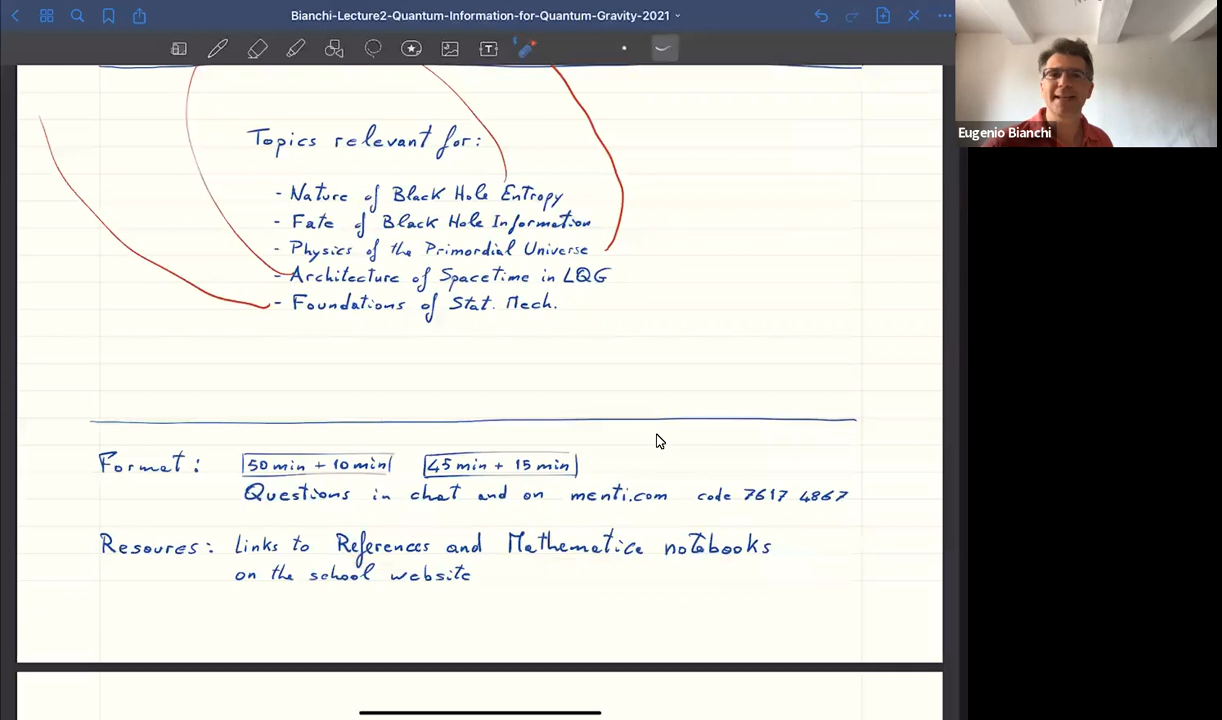 Bianchi-Lecture2-Quantum-Information-for-Quantum-Gravity-2021
Eugenio Bianchi
Topics relevant for:
- Nature of Black Hole Entropy
- Fate of Black Hole Information
- Physics of the Primordial Universe
- Architecture of Spacetime in LQG
- Foundations of Stat. Mech.
Format: 50 min + 10 min 45 min + 15 min
Questions in chat and on menti.com code 7617 4867
Resoures: Links to References and Mathematica notebooks
on the school website